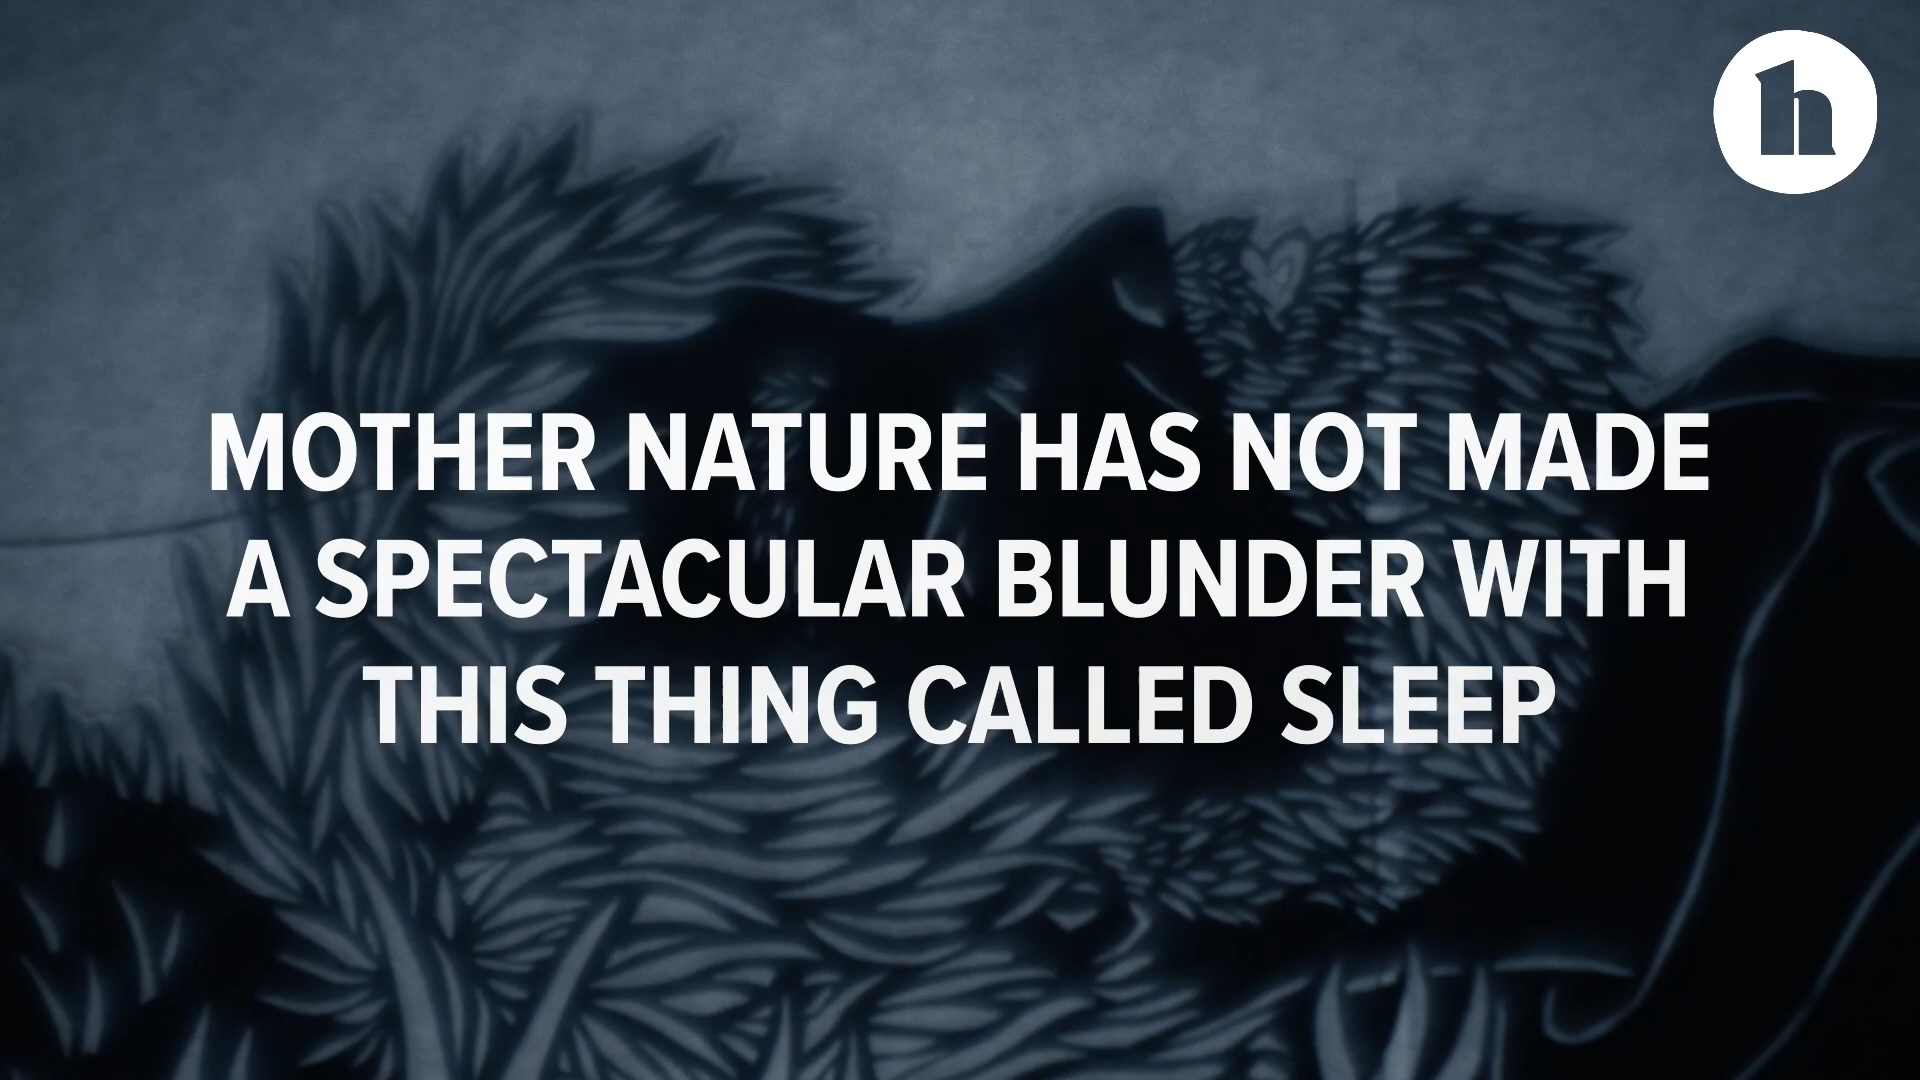 h
MOTHER NATURE HAS NOT MADE
A SPECTACULAR BLUNDER WITH
THIS THING CALLED SLEEP